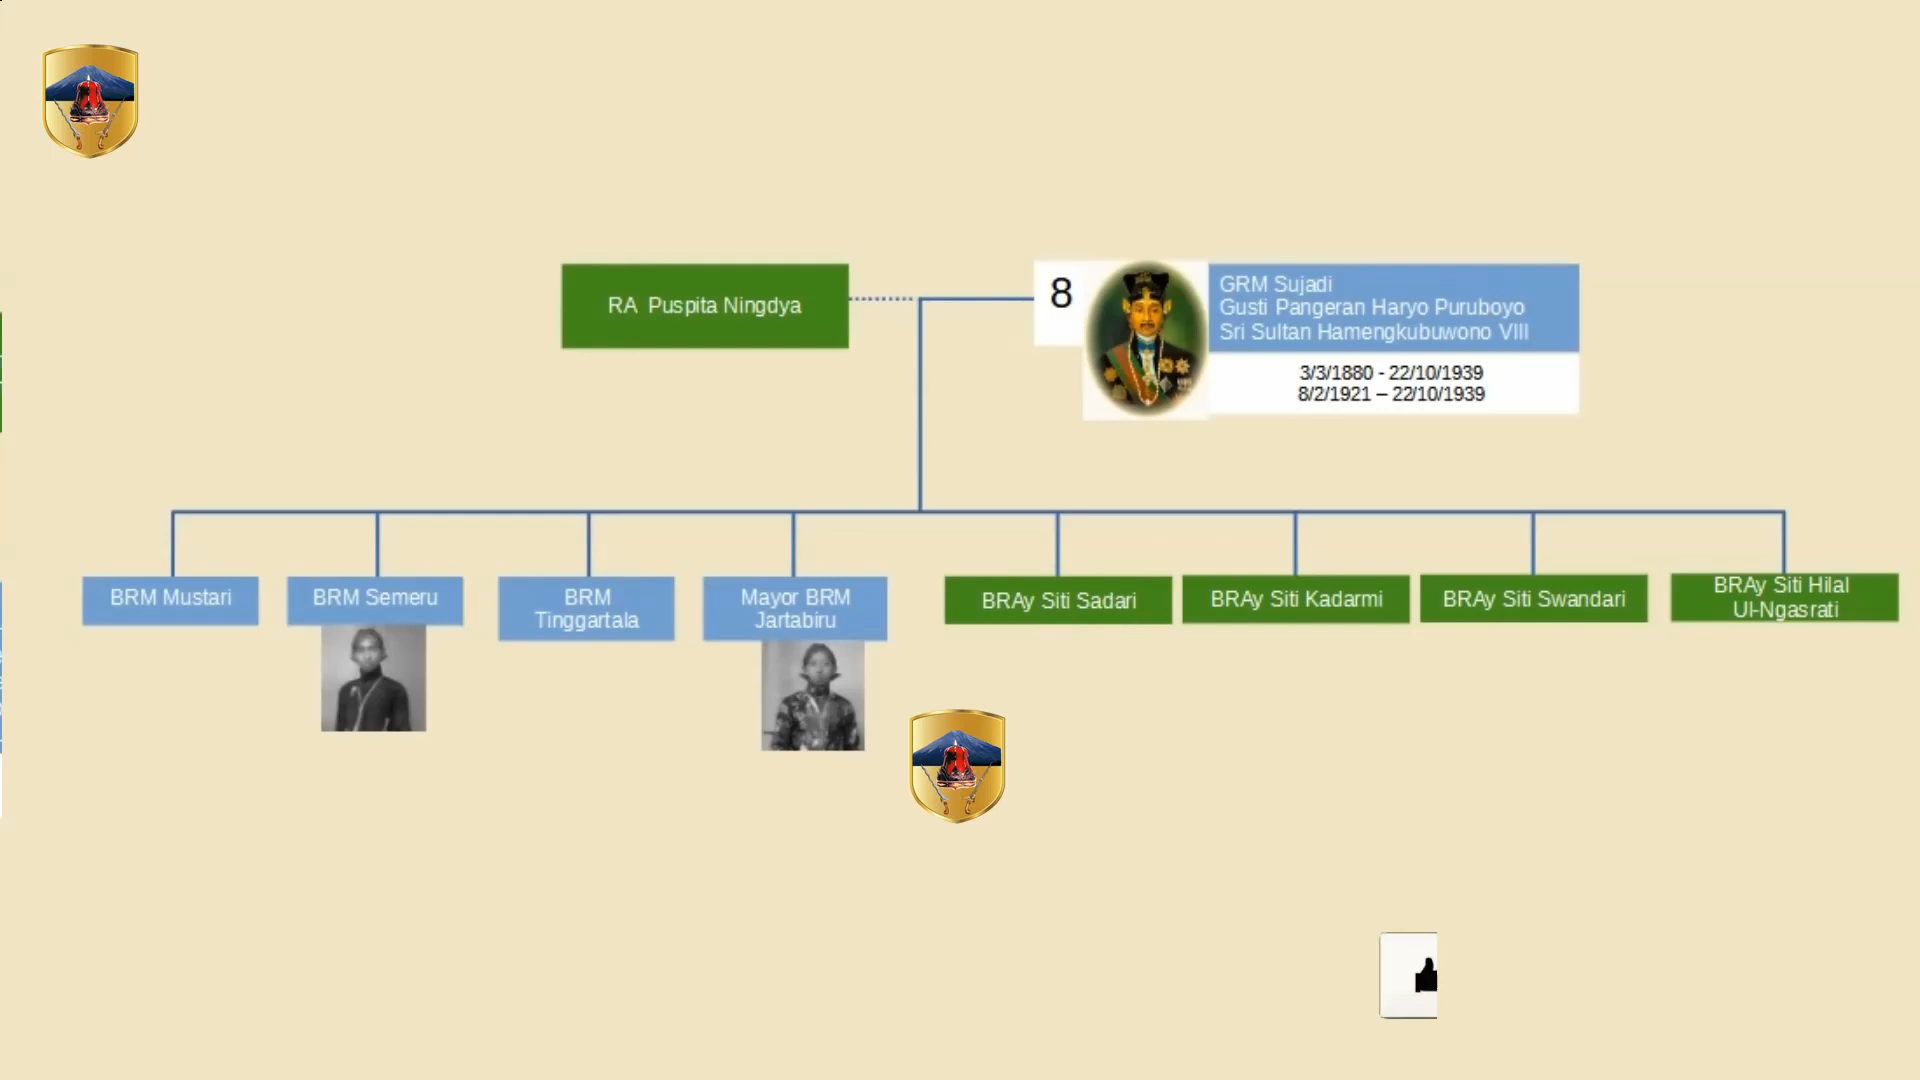 RA Puspita Ningdya
8
GRM Sujadi
Gusti Pangeran Haryo Puruboyo
Sri Sultan Hamengkubuwono VIII
3/3/1880 - 22/10/1939
8/2/1921 – 22/10/1939
BRM Mustari
BRM Semeru
BRM
Tinggartala
Mayor BRM
Jartabiru
BRAy Siti Sadari
BRAy Siti Kadarmi
BRAy Siti Swandari
BRAy Siti Hilal
Ul-Ngasrati